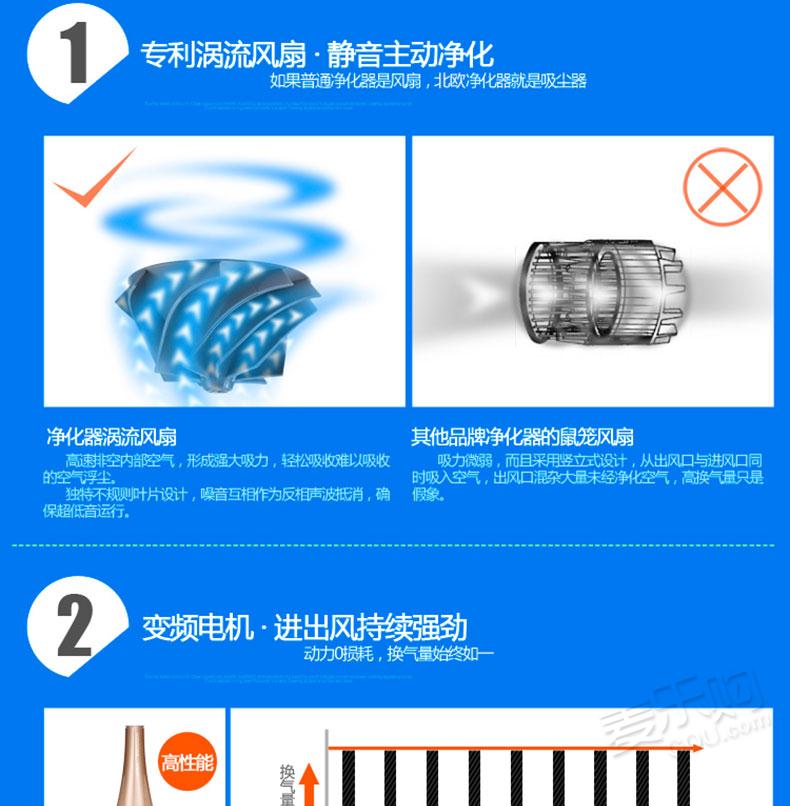 1
专利涡流风扇 · 静音主动净化
如果普通净化器是风扇，北欧净化器就是吸尘器
净化器涡流风扇
高速排空内部空气，形成强大吸力，轻松吸收难以吸收
的空气浮尘。
独特不规则叶片设计，噪音互相作为反相声波抵消，确
保超低音运行。
其他品牌净化器的鼠笼风扇
吸力微弱，而且采用竖立式设计，从出风口与进风口同
时吸入空气，出风口混杂大量未经净化空气，高换气量只是
假象。
2
变频电机 · 进出风持续强劲
动力0损耗，换气量始终如一
麦乐购
高性能
换气量